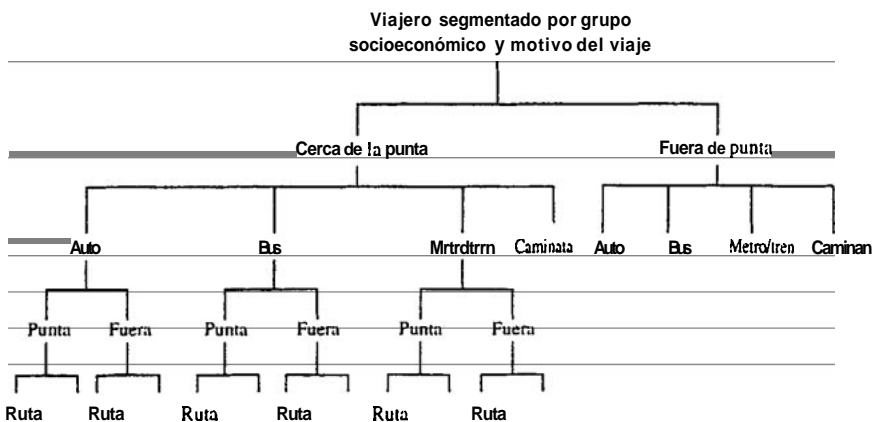 Viajero segmentado por grupo
socioeconómico y motivo del viaje
Cerca de la punta Fuera de punta
Auto Bus Mrtrdtrrn Caminata Auto Bus Metro/tren Caminan
Punta Fuera Punta Fuera Punta Fuera
Ruta Ruta Ruta Ruta Ruta Ruta